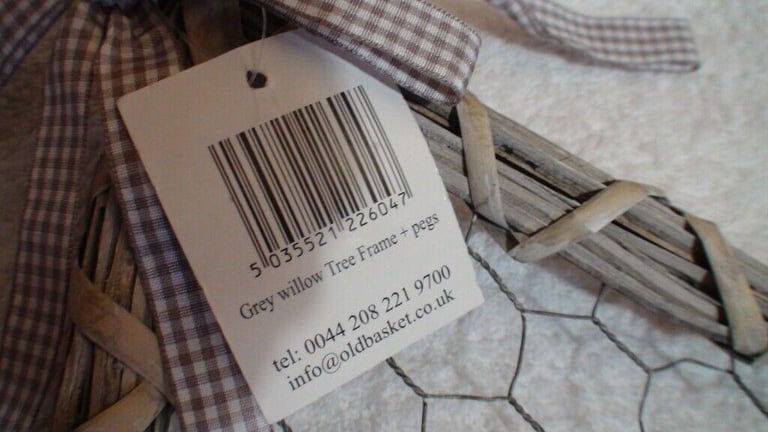 5 035521 226047
Grey willow Tree Frame + pegs
tel: 0044 208 221 9700
info@oldbasket.co.uk